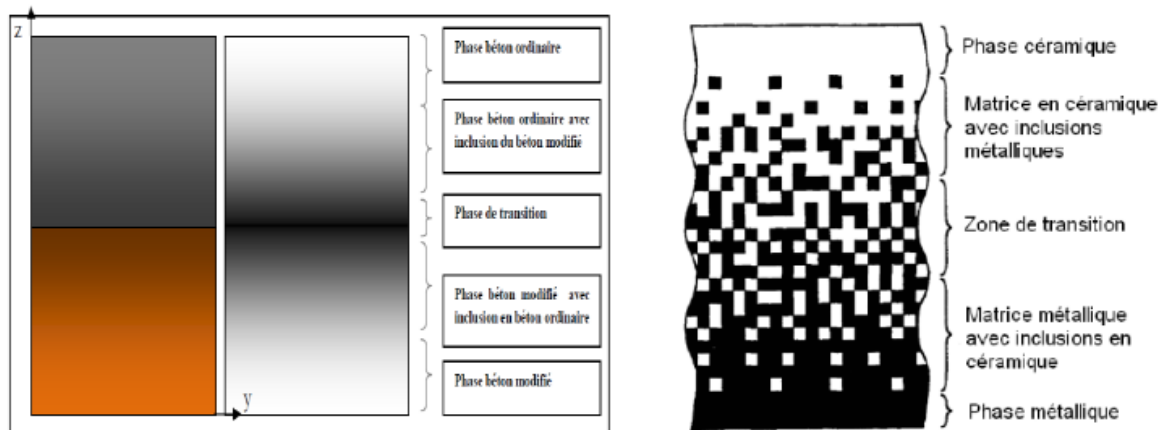 z
Phase béton ordinaire
Phase béton ordinaire avec
inclusion du béton modifié
Phase de transition
Phase béton modifié avec
inclusion en béton ordinaire
Phase béton modifié
y
Phase céramique
Matrice en céramique
avec inclusions
métalliques
Zone de transition
Matrice métallique
avec inclusions en
céramique
Phase métallique